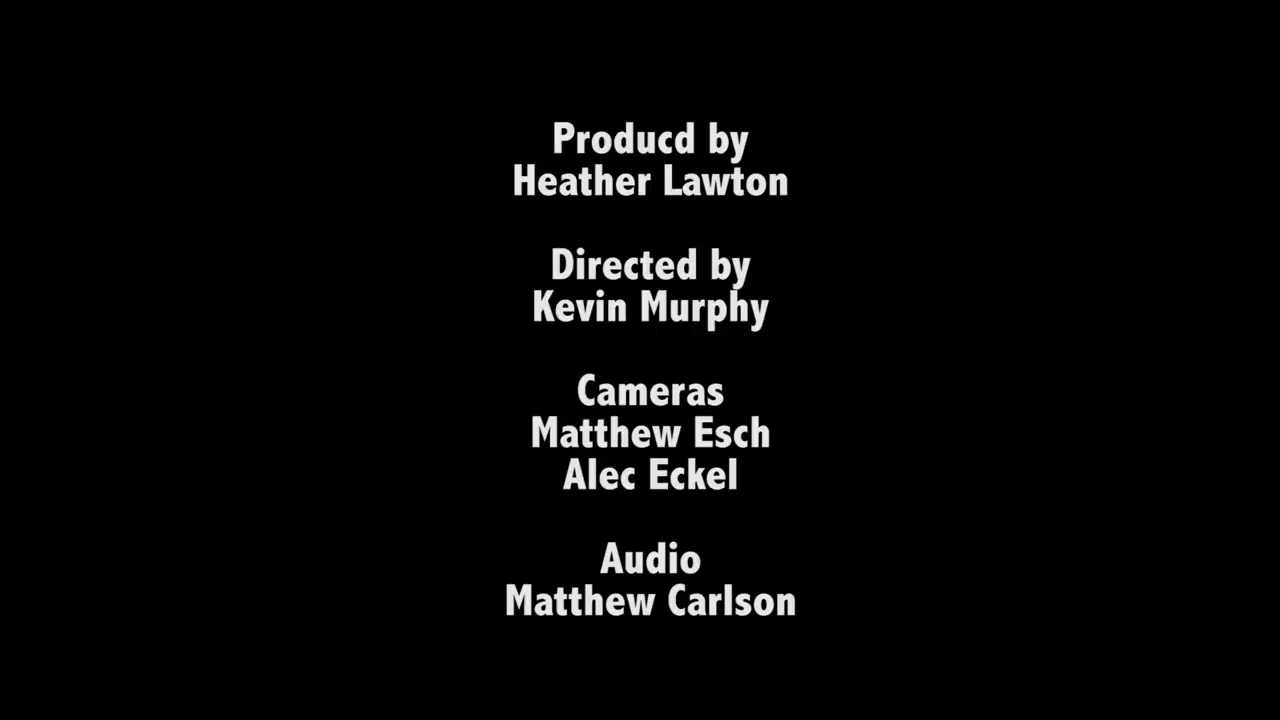 Producd by
Heather Lawton
Directed by
Kevin Murphy
Cameras
Matthew Esch
Alec Eckel
Audio
Matthew Carlson